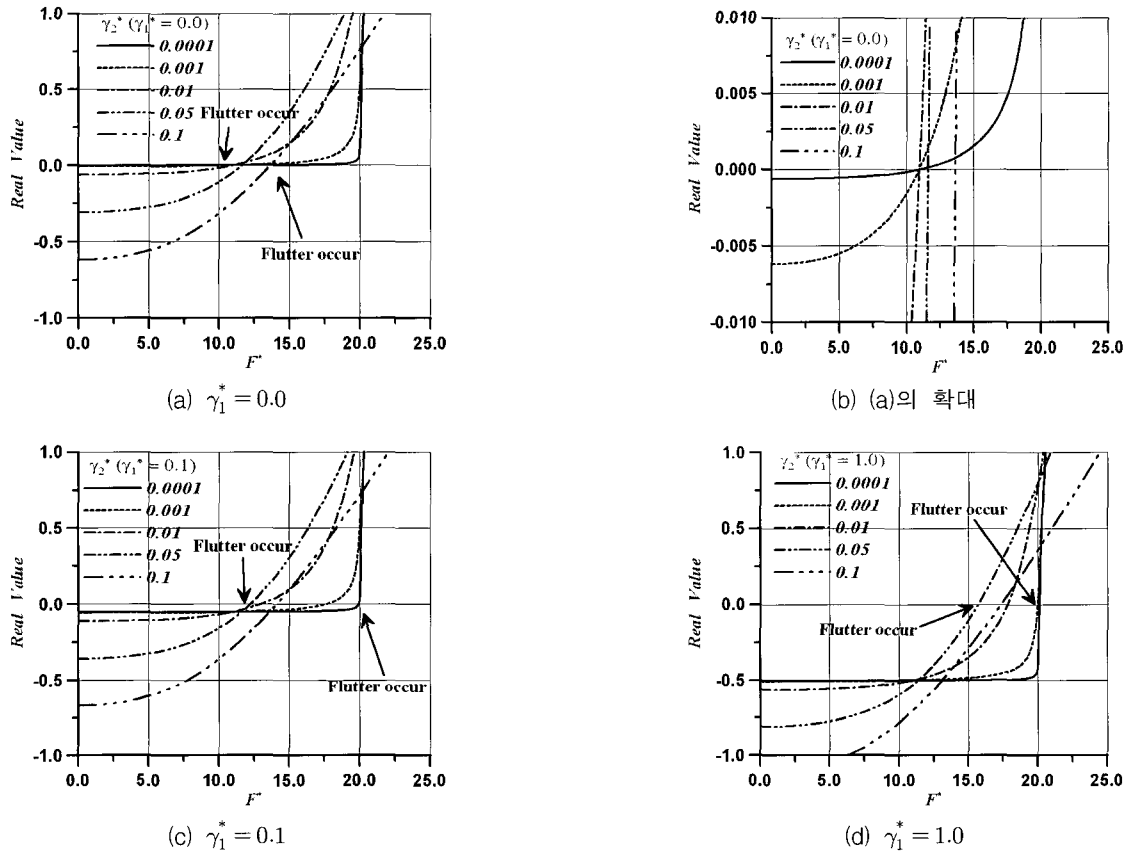 γ₂* (γ₁* = 0.0)
0.0001
0.001
0.01
0.05
0.1
Flutter occur
Flutter occur
1.0
0.5
0.0
-0.5
-1.0
Real Value
0.0 5.0 10.0 15.0 20.0 25.0
F*
(a) γ₁* = 0.0
γ₂* (γ₁* = 0.0)
0.0001
0.001
0.01
0.05
0.1
0.010
0.005
0.000
-0.005
-0.010
Real Value
0.0 5.0 10.0 15.0 20.0 25.0
F*
(b) (a)의 확대
γ₂* (γ₁* = 0.1)
0.0001
0.001
0.01
0.05
0.1
Flutter occur
Flutter occur
1.0
0.5
0.0
-0.5
-1.0
Real Value
0.0 5.0 10.0 15.0 20.0 25.0
F*
(c) γ₁* = 0.1
γ₂* (γ₁* = 1.0)
0.0001
0.001
0.01
0.05
0.1
Flutter occur
Flutter occur
1.0
0.5
0.0
-0.5
-1.0
Real Value
0.0 5.0 10.0 15.0 20.0 25.0
F*
(d) γ₁* = 1.0